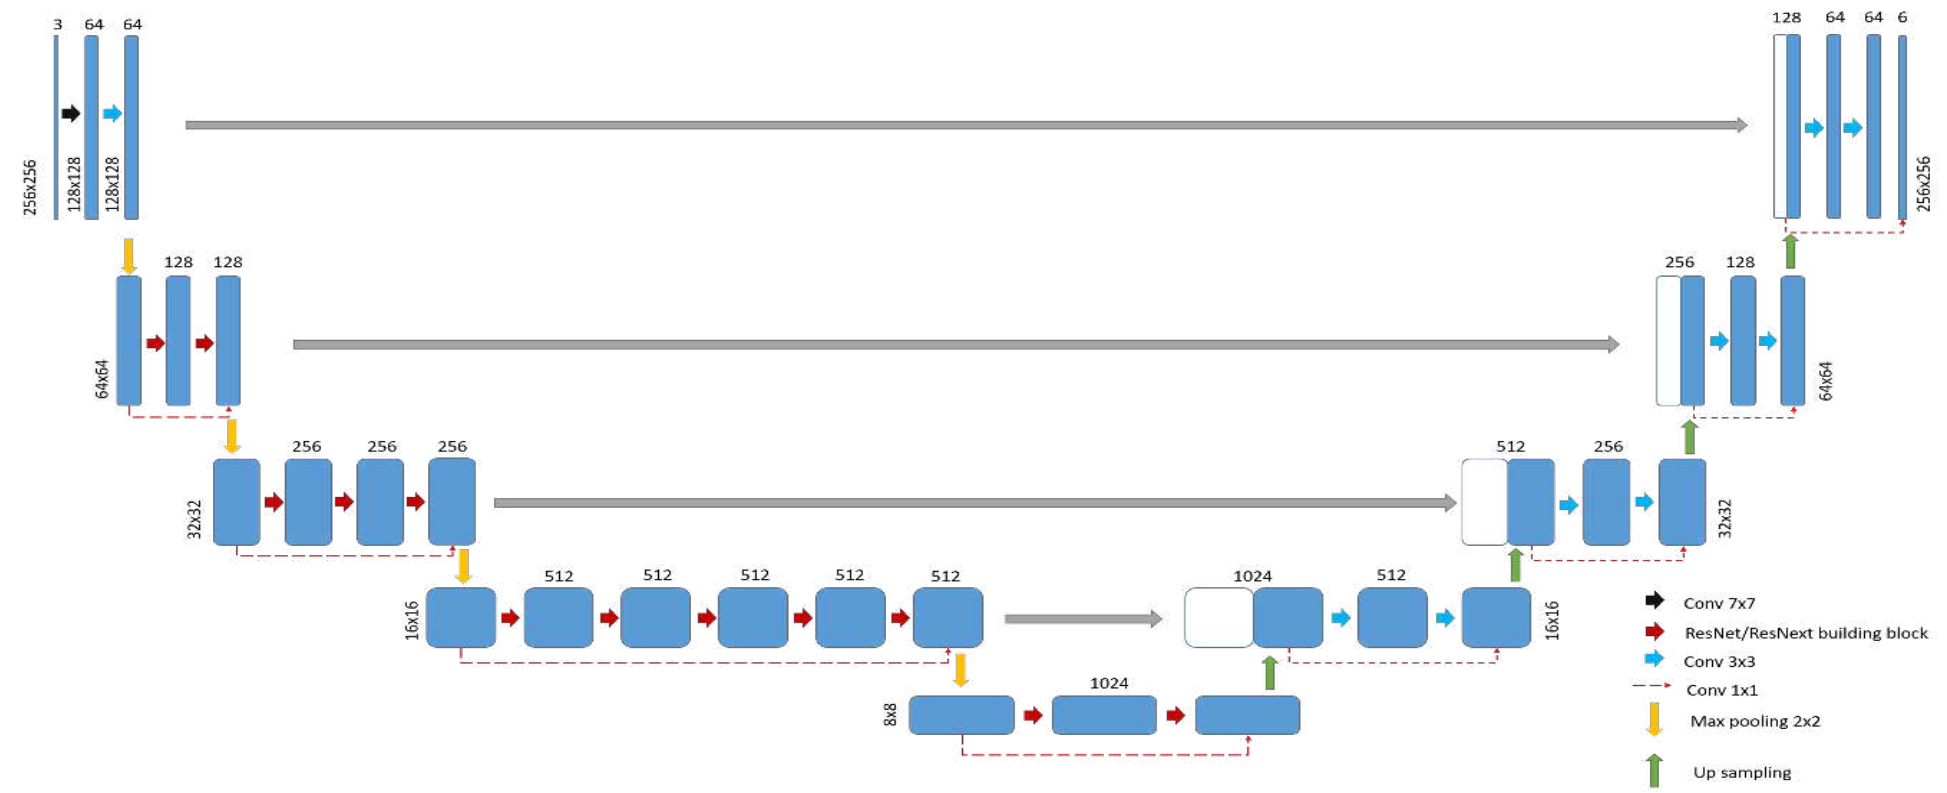 3 64 64
128 64 64 6
256x256
128x128
128x128
256x256
128 128
256 128
64x64
64x64
256 256 256
512 256
32x32
32x32
512 512 512 512 512
1024 512
16x16
16x16
1024
8x8
Conv 7x7
ResNet/ResNext building block
Conv 3x3
Conv 1x1
Max pooling 2x2
Up sampling